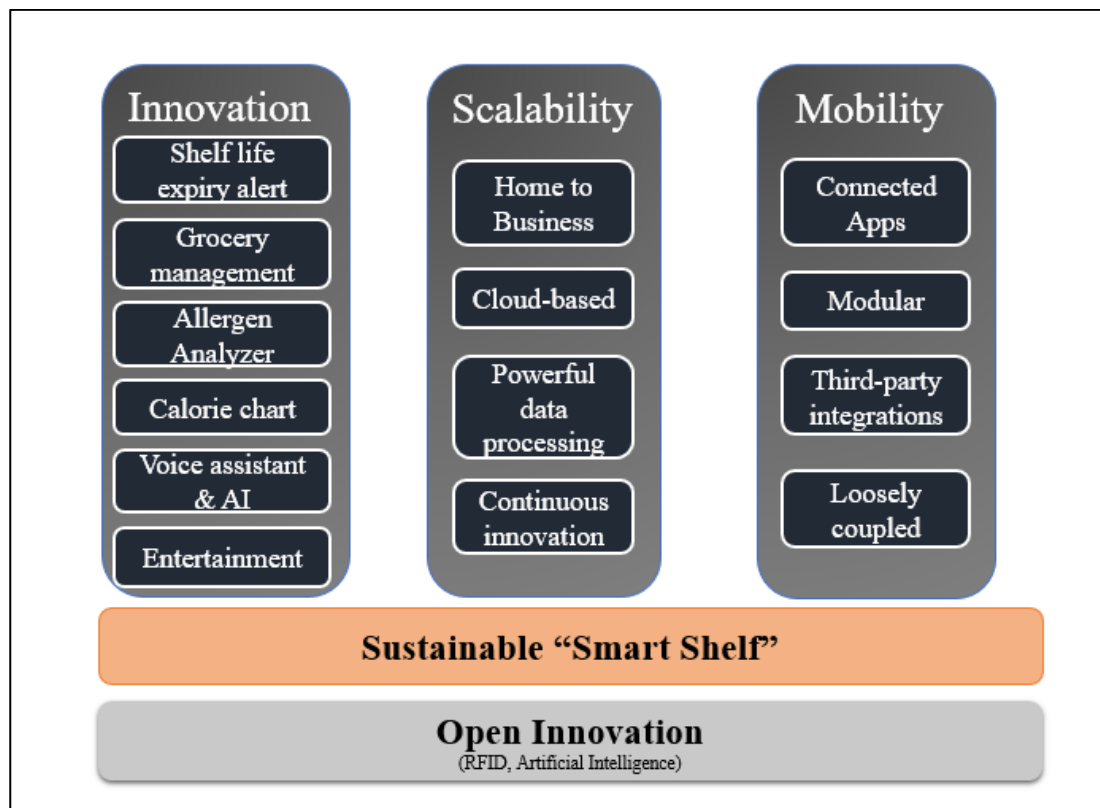 Innovation
Shelf life
expiry alert
Grocery
management
Allergen
Analyzer
Calorie chart
Voice assistant
& AI
Entertainment
Scalability
Home to
Business
Cloud-based
Powerful
data
processing
Continuous
innovation
Mobility
Connected
Apps
Modular
Third-party
integrations
Loosely
coupled
Sustainable “Smart Shelf”
Open Innovation
(RFID, Artificial Intelligence)